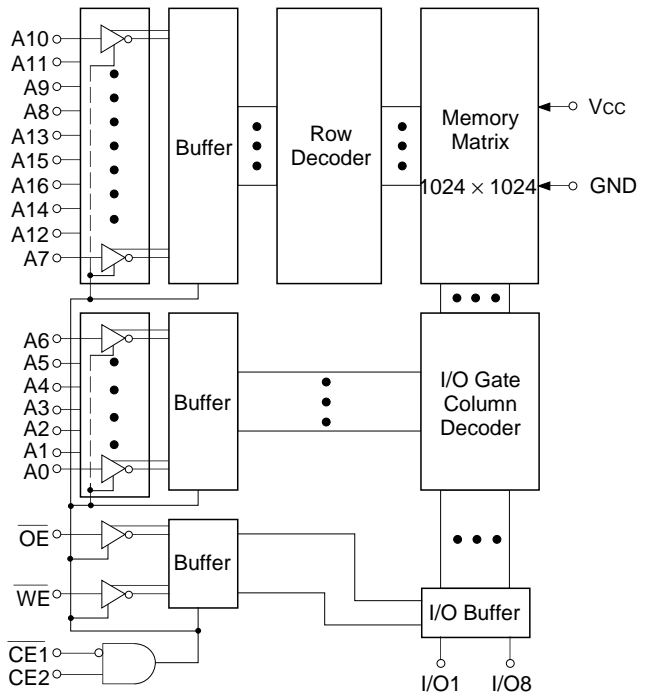 A10
A11
A9
A8
A13
A15
A16
A14
A12
A7
Buffer
Row
Decoder
Memory
Matrix
1024 × 1024
VCC
GND
A6
A5
A4
A3
A2
A1
A0
Buffer
I/O Gate
Column
Decoder
OE
WE
Buffer
I/O Buffer
CE1
CE2
I/O1
I/O8